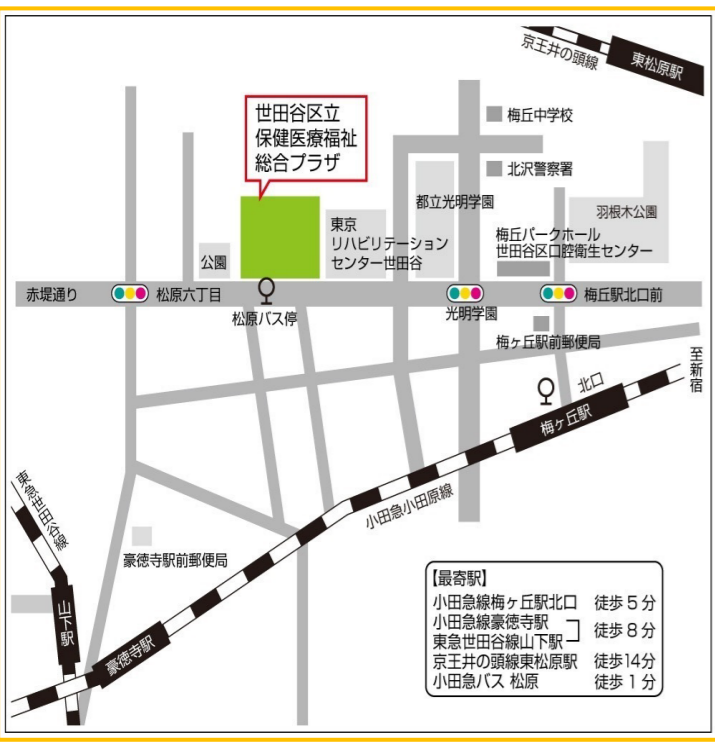 京王井の頭線
東松原駅
世田谷区立
保健医療福祉
総合プラザ
梅丘中学校
北沢警察署
都立光明学園
羽根木公園
東京
リハビリテーション
センター世田谷
梅丘パークホール
世田谷区口腔衛生センター
公園
赤堤通り
松原六丁目
松原バス停
光明学園
梅丘駅北口前
梅ヶ丘駅前郵便局
至新宿
北口
梅ヶ丘駅
小田急小田原線
東急世田谷線
豪徳寺駅前郵便局
山下駅
豪徳寺駅
【最寄駅】
小田急線梅ヶ丘駅北口 徒歩5分
小田急線豪徳寺駅
東急世田谷線山下駅 徒歩8分
京王井の頭線東松原駅 徒歩14分
小田急バス 松原 徒歩1分